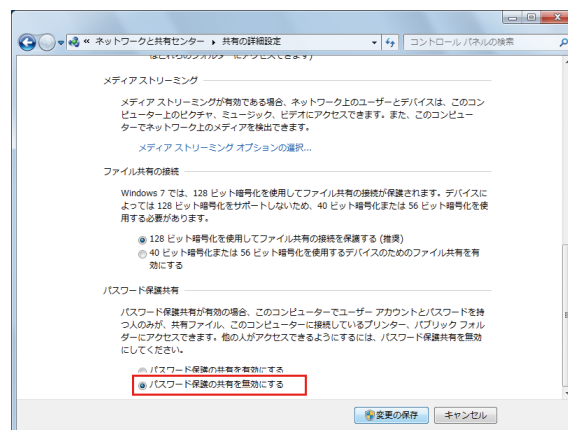 « ネットワークと共有センター ▸ 共有の詳細設定
コントロール パネルの検索
メディア ストリーミング
メディア ストリーミングが有効である場合、ネットワーク上のユーザーとデバイスは、このコン
ピューター上のピクチャ、ミュージック、ビデオにアクセスできます。また、このコンピュー
ターでネットワーク上のメディアを検出できます。
メディア ストリーミング オプションの選択...
ファイル共有の接続
Windows 7 では、128 ビット暗号化を使用してファイル共有の接続が保護されます。デバイスに
よっては 128 ビット暗号化をサポートしないため、40 ビット暗号化または 56 ビット暗号化を使
用する必要があります。
128 ビット暗号化を使用してファイル共有の接続を保護する (推奨)
40 ビット暗号化または 56 ビット暗号化を使用するデバイスのためのファイル共有を有
効にする
パスワード保護共有
パスワード保護共有が有効の場合、このコンピューターでユーザー アカウントとパスワードを持
つ人のみが、共有ファイル、このコンピューターに接続しているプリンター、パブリック フォル
ダーにアクセスできます。他の人がアクセスできるようにするには、パスワード保護共有を無効
にしてください。
パスワード保護の共有を有効にする
パスワード保護の共有を無効にする
変更の保存 キャンセル